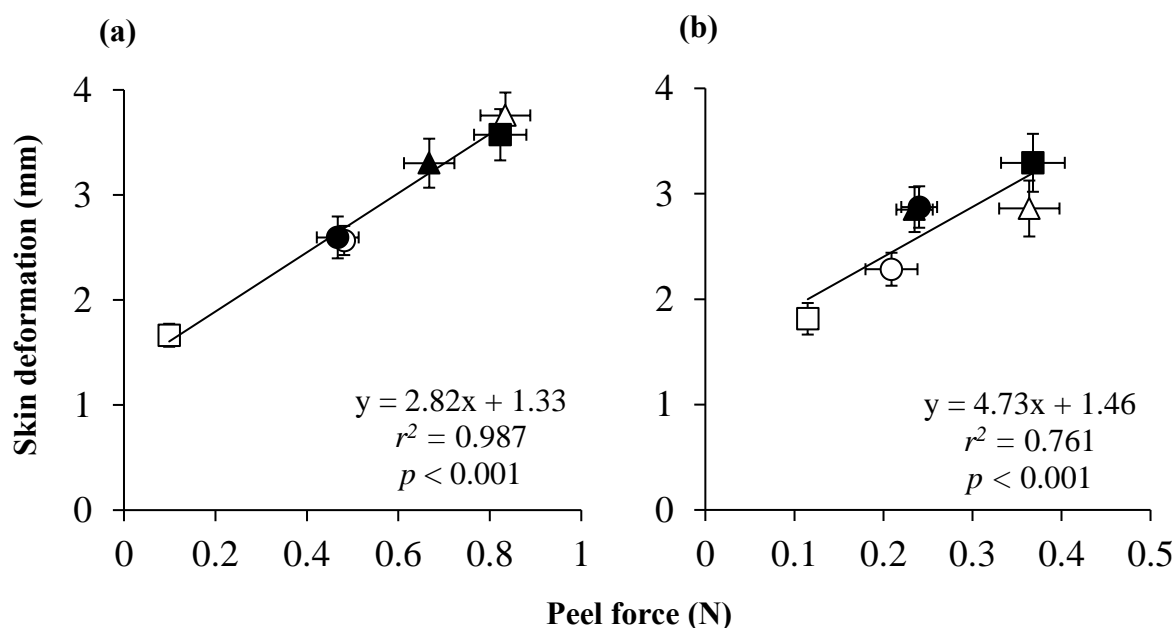 (a)
(b)
Skin deformation (mm)
4
3
2
1
0
0 0.2 0.4 0.6 0.8 1
y = 2.82x + 1.33
r² = 0.987
p < 0.001
4
3
2
1
0
0 0.1 0.2 0.3 0.4 0.5
y = 4.73x + 1.46
r² = 0.761
p < 0.001
Peel force (N)